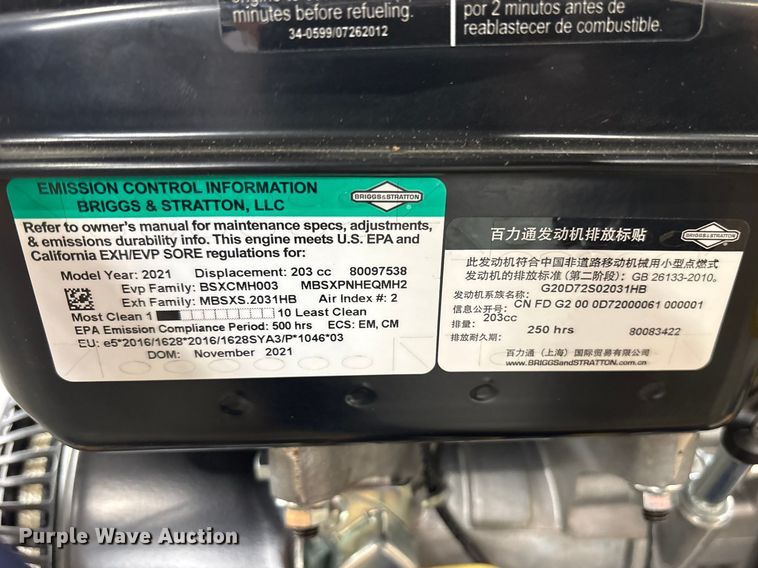 minutes before refueling.
34-0599/07262012
por 2 minutos antes de
reablastecer de combustible.
EMISSION CONTROL INFORMATION
BRIGGS & STRATTON, LLC
BRIGGS&STRATTON
Refer to owner's manual for maintenance specs, adjustments,
& emissions durability info. This engine meets U.S. EPA and
California EXH/EVP SORE regulations for:
Model Year: 2021 Displacement: 203 cc 80097538
Evp Family: BSXCMH003 MBSXPNHEQMH2
Exh Family: MBSXS.2031HB Air Index #: 2
Most Clean 1 10 Least Clean
EPA Emission Compliance Period: 500 hrs ECS: EM, CM
EU: e5*2016/1628*2016/1628SYA3/P*1046*03
DOM: November 2021
百力通发动机排放标贴
BRIGGS&STRATTON
此发动机符合中国非道路移动机械用小型点燃式
发动机的排放标准（第二阶段）: GB 26133-2010。
发动机系族名称: G20D72S02031HB
信息公开号: CN FD G2 00 0D72000061 000001
排量: 203cc
排放耐久期: 250 hrs 80083422
百力通（上海）国际贸易有限公司
www.BRIGGSandSTRATTON.com.cn
Purple Wave Auction